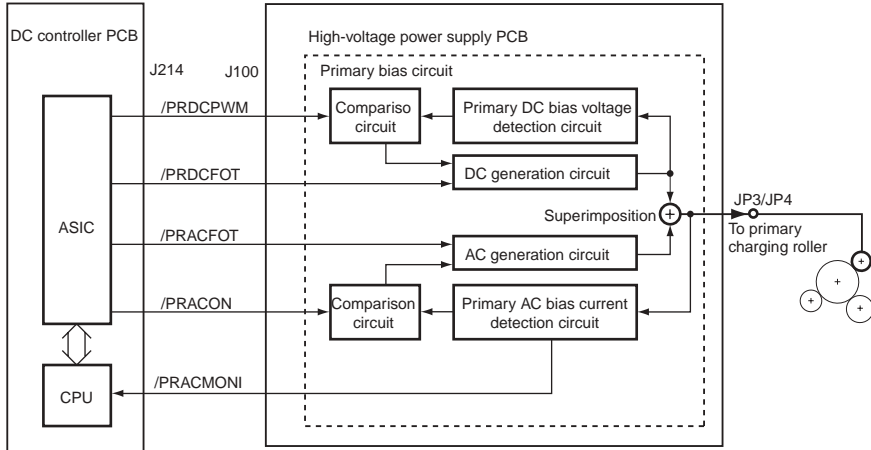 DC controller PCB
J214
J100
High-voltage power supply PCB
Primary bias circuit
/PRDCPWM
Compariso
circuit
Primary DC bias voltage
detection circuit
/PRDCFOT
DC generation circuit
ASIC
Superimposition
+
JP3/JP4
To primary
charging roller
/PRACFOT
AC generation circuit
/PRACON
Comparison
circuit
Primary AC bias current
detection circuit
CPU
/PRACMONI